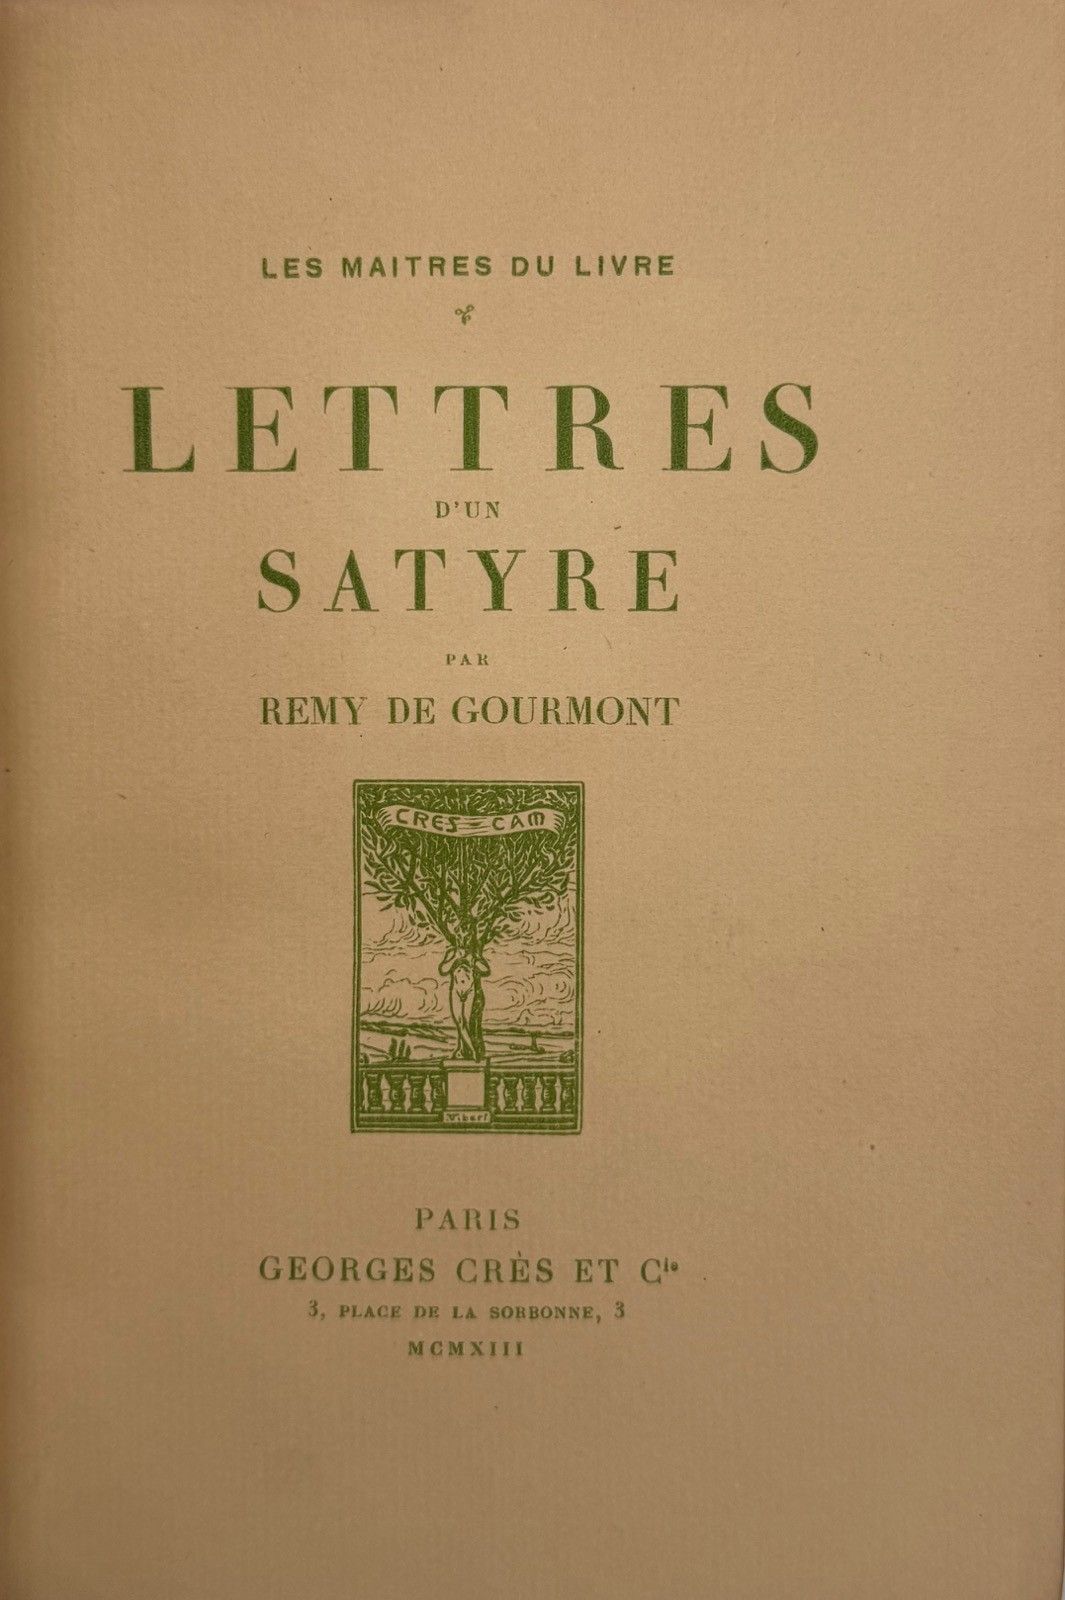 LES MAITRES DU LIVRE
LETTRES
D'UN
SATYRE
PAR
REMY DE GOURMONT
CRES-CAM
Vibert
PARIS
GEORGES CRÈS ET Cie
3, PLACE DE LA SORBONNE, 3
MCMXIII